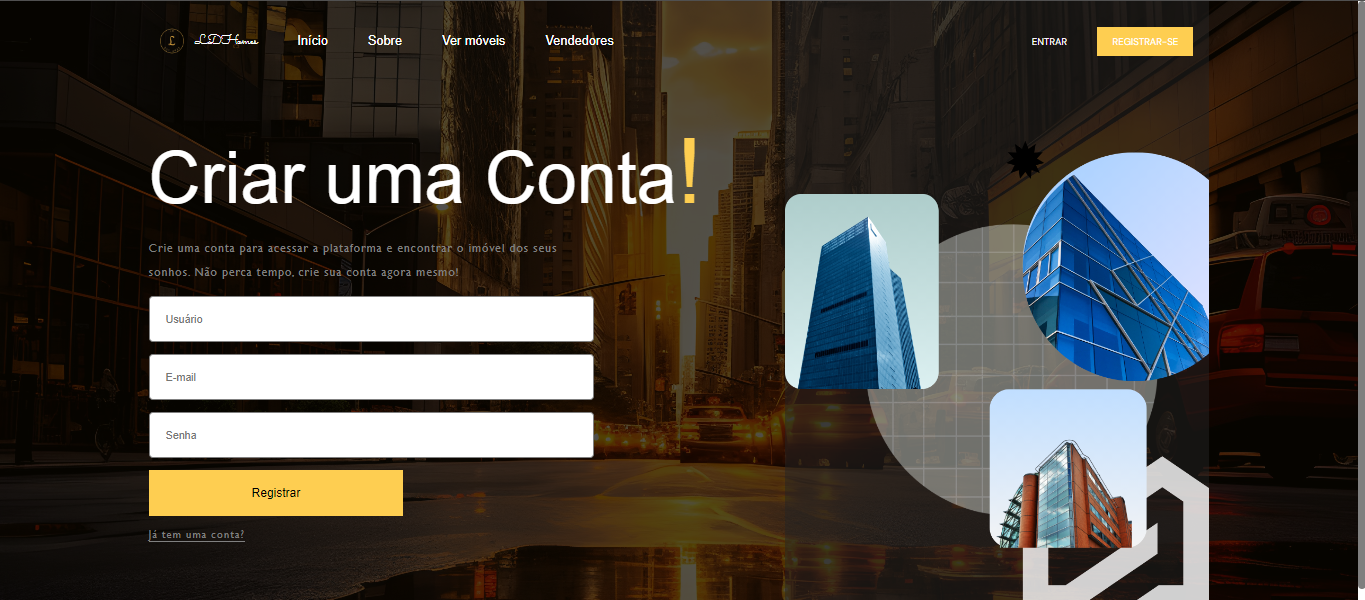 L
LSDHomes
Início
Sobre
Ver móveis
Vendedores
ENTRAR
REGISTRAR-SE
Criar uma Conta!
Crie uma conta para acessar a plataforma e encontrar o imóvel dos seus
sonhos. Não perca tempo, crie sua conta agora mesmo!
Usuário
E-mail
Senha
Registrar
Já tem uma conta?